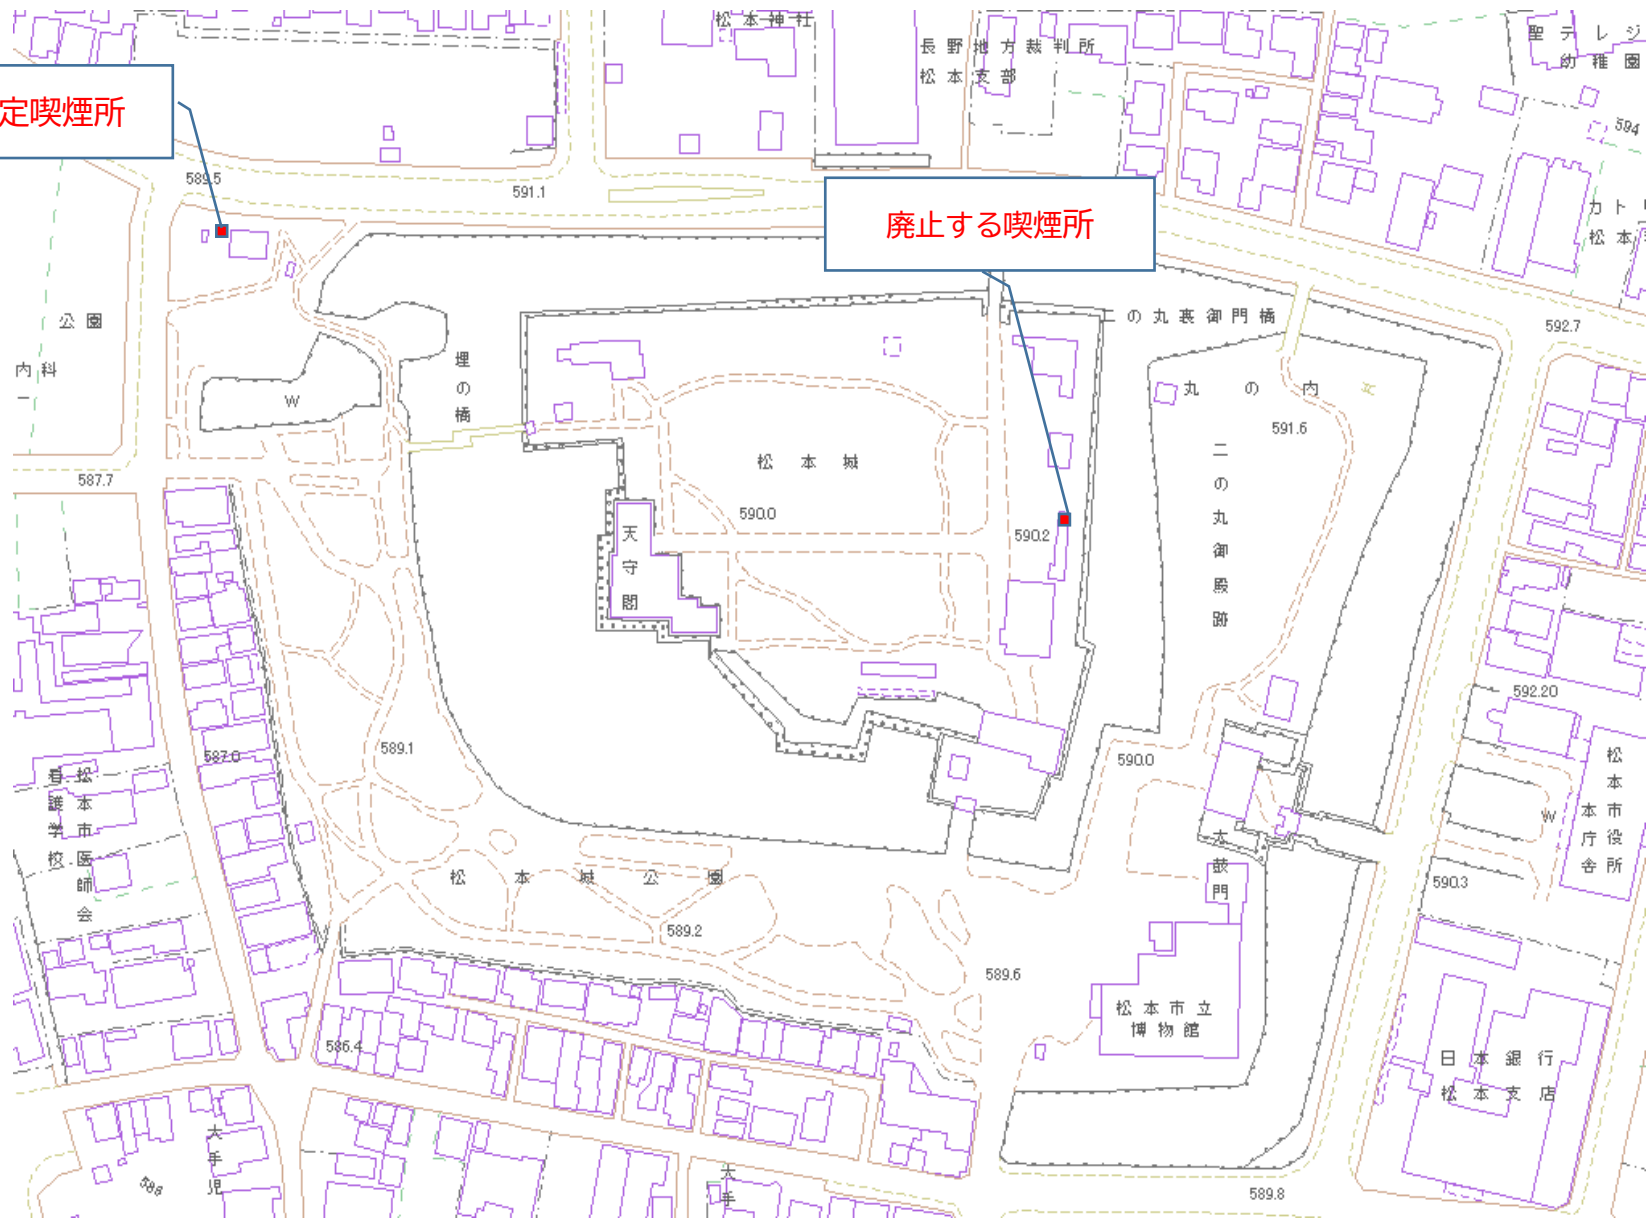 松本神社
長野地方裁判所
松本支部
聖テレジ
幼稚園
594
定喫煙所
589.5
591.1
廃止する喫煙所
カトリ
松本
公園
内科
埋の橋
二の丸裏御門橋
592.7
W
丸の内
591.6
松本城
二の丸御殿跡
587.7
590.0
590.2
天守閣
592.20
587.0
589.1
590.0
松本市医師会
看護学校
松本市役所
本庁舎
W
太鼓門
590.3
松本城公園
589.2
589.6
松本市立
博物館
586.4
日本銀行
松本支店
大手
児
588
大手
589.8